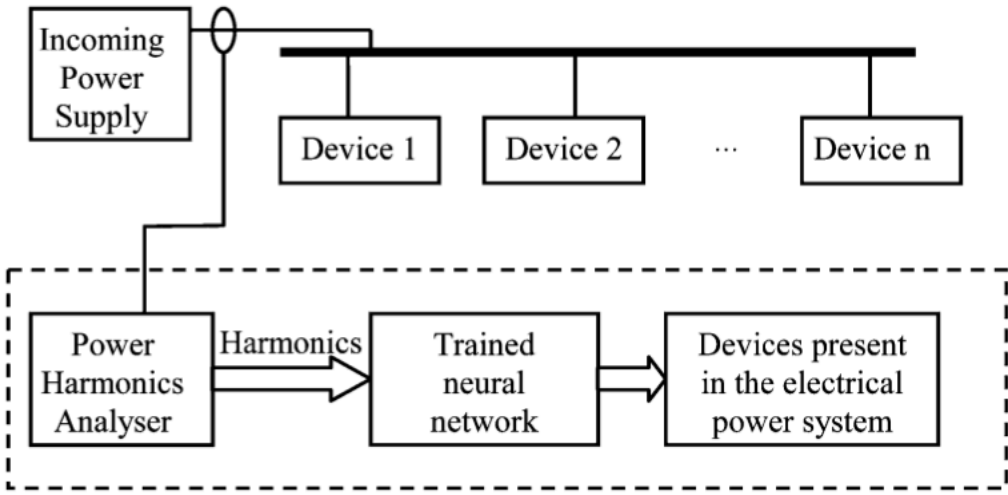 Incoming
Power
Supply
Device 1
Device 2
...
Device n
Power
Harmonics
Analyser
Harmonics
Trained
neural
network
Devices present
in the electrical
power system